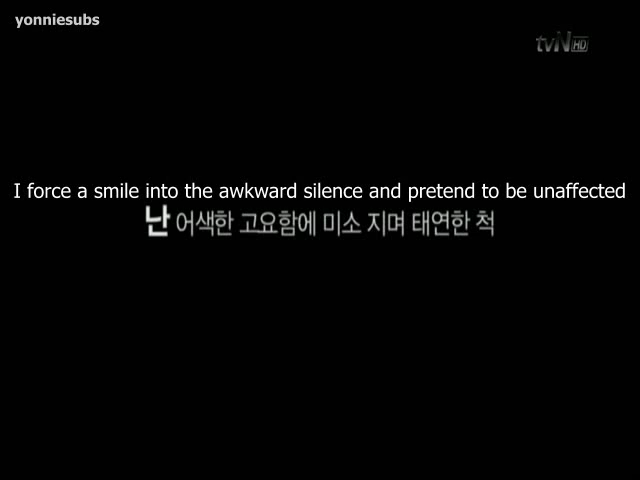 yonniesubs
tvN HD
I force a smile into the awkward silence and pretend to be unaffected
난 어색한 고요함에 미소 지며 태연한 척